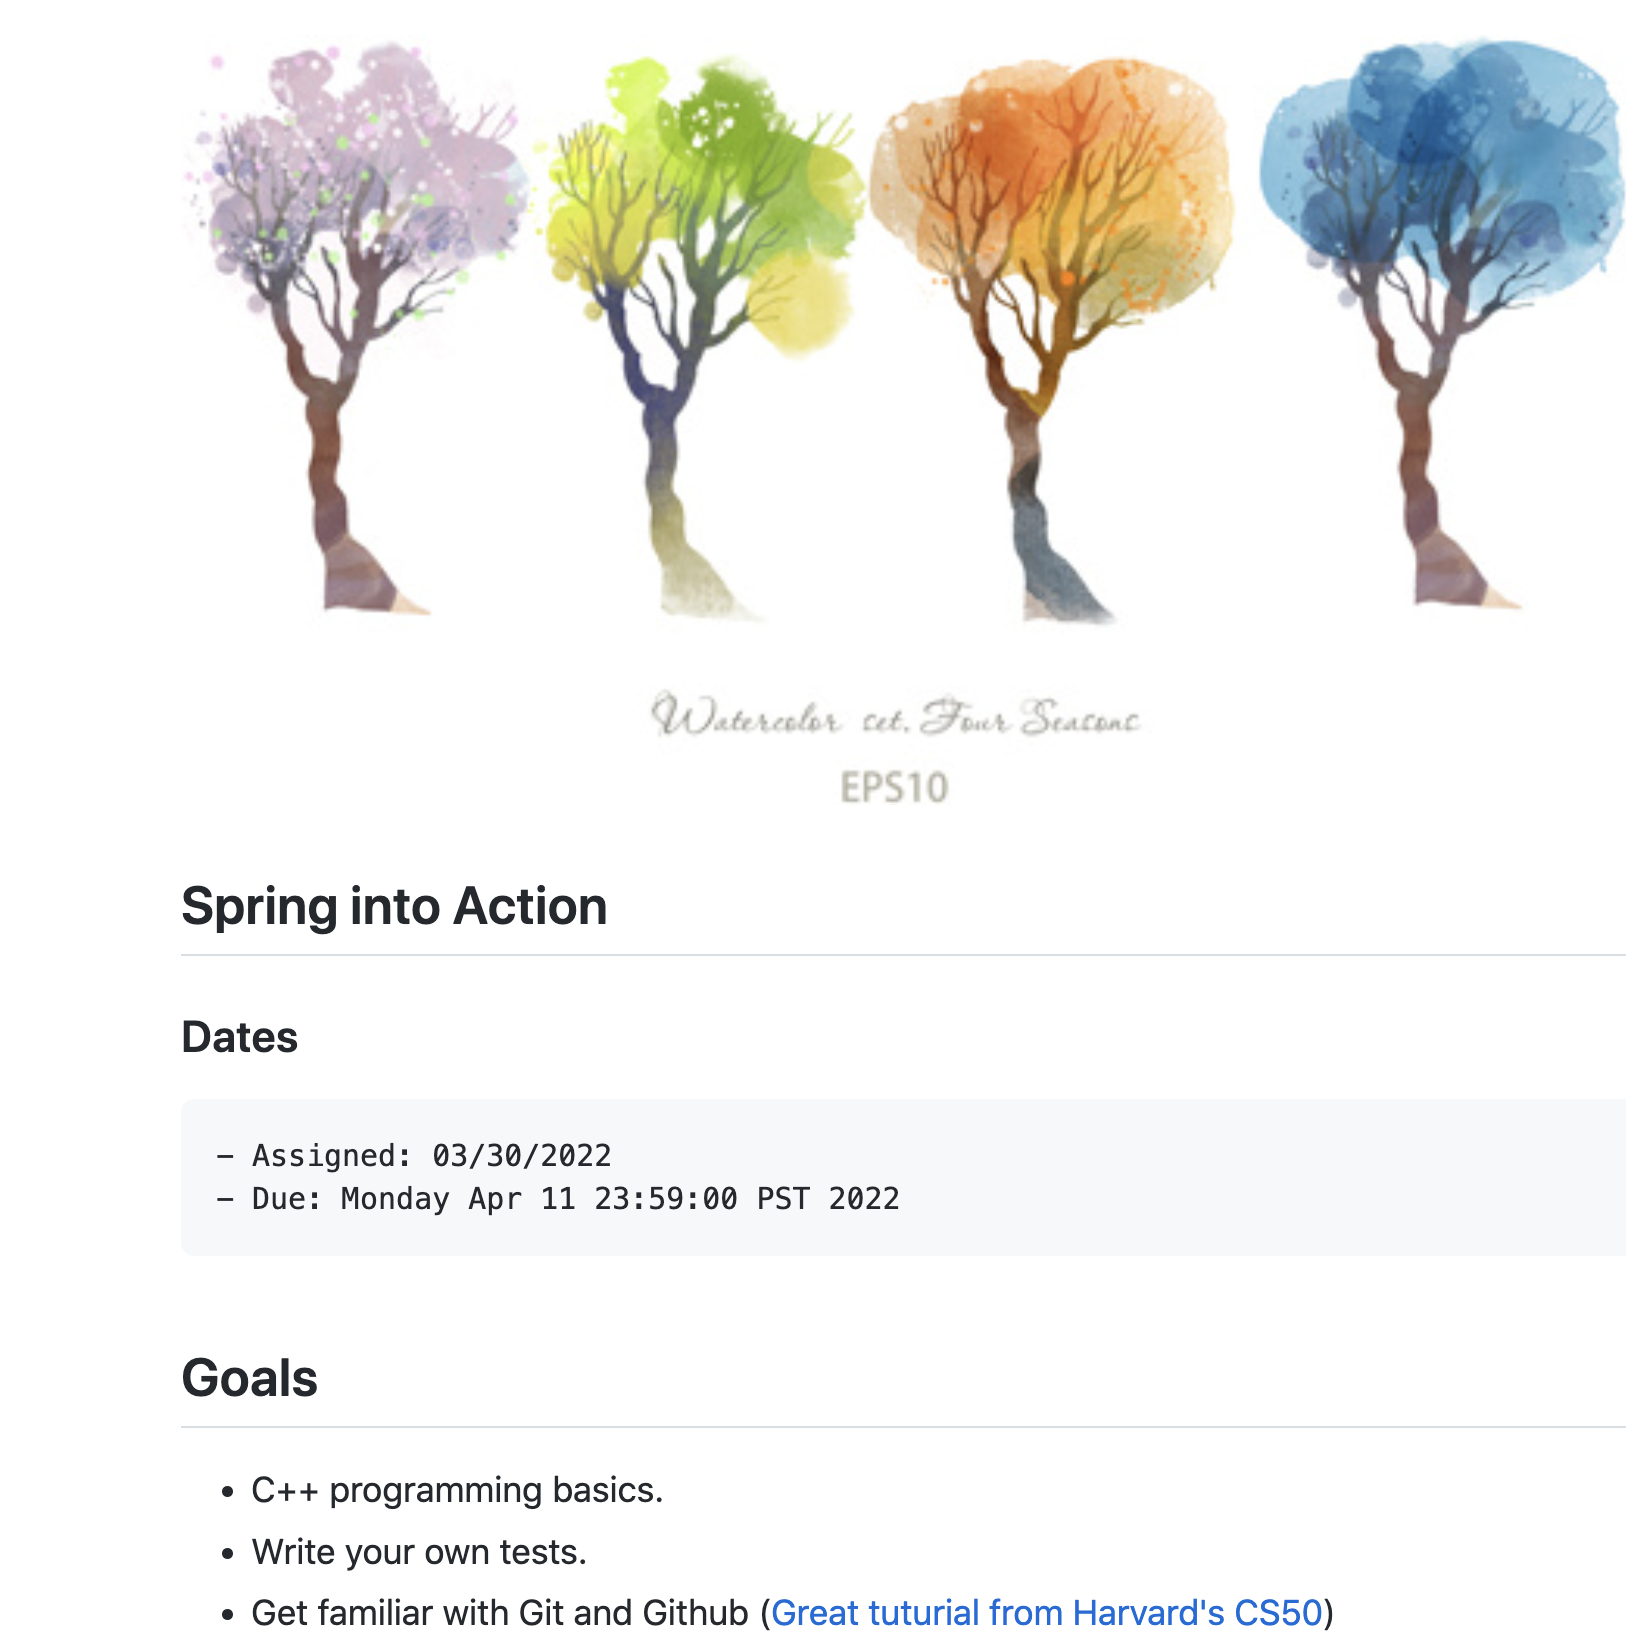 Watercolor set. Four Seasons
EPS10
Spring into Action
Dates
– Assigned: 03/30/2022
– Due: Monday Apr 11 23:59:00 PST 2022
Goals
• C++ programming basics.
• Write your own tests.
• Get familiar with Git and Github (Great tuturial from Harvard's CS50)